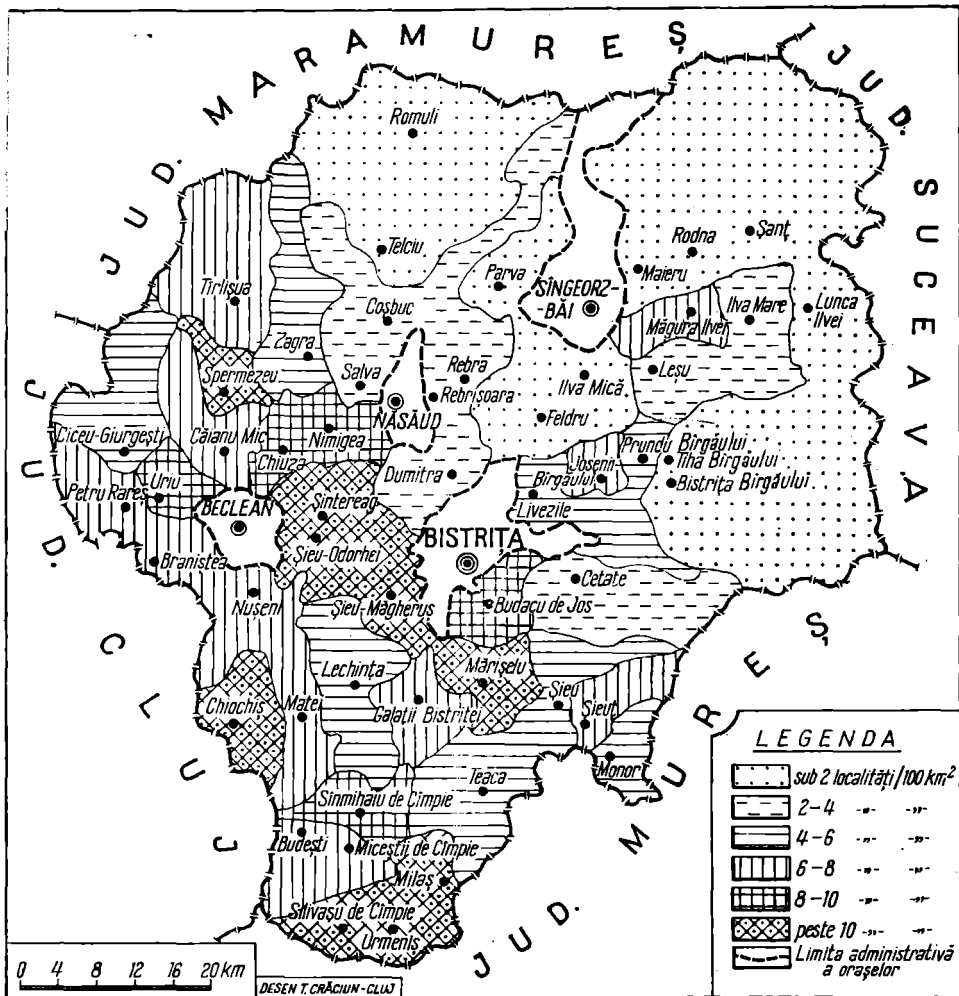 JUD. MARAMUREȘ
JUD. SUCEAVA
Romuli
Telciu
Parva
Rodna
Șanț
Maieru
SÎNGEORZ-
BĂI
Tîrlișua
Coșbuc
Măgura Ilvei
Ilva Mare
Lunca
Ilvei
Zagra
Spermezeu
Salva
Rebra
Rebrișoara
Ilva Mică
Leșu
NĂSĂUD
Feldru
Ciceu-Giurgești
Căianu Mic
Nimigea
Chiuza
Dumitra
Josenii
Bîrgăului
Prundu Bîrgăului
Tiha Bîrgăului
Bistrița Bîrgăului
Petru Rareș
Uriu
BECLEAN
Șintereag
Livezile
Șieu-Odorhei
BISTRIȚA
Braniștea
Nușeni
Șieu-Măgheruș
Cetate
Budacu de Jos
Lechința
Mărișelu
Chiochiș
Matei
Galații Bistriței
Șieu
Șieuț
Monor
Teaca
Sînmihaiu de Cîmpie
Budești
Miceștii de Cîmpie
Milaș
Silivașu de Cîmpie
Urmeniș
JUD. CLUJ
JUD. MUREȘ
LEGENDA
sub 2 localități/100 km²
2-4 -"- -"-
4-6 -"- -"-
6-8 -"- -"-
8-10 -"- -"-
peste 10 -"- -"-
Limita administrativă
a orașelor
0 4 8 12 16 20 km
DESEN T. CRĂCIUN-CLUJ